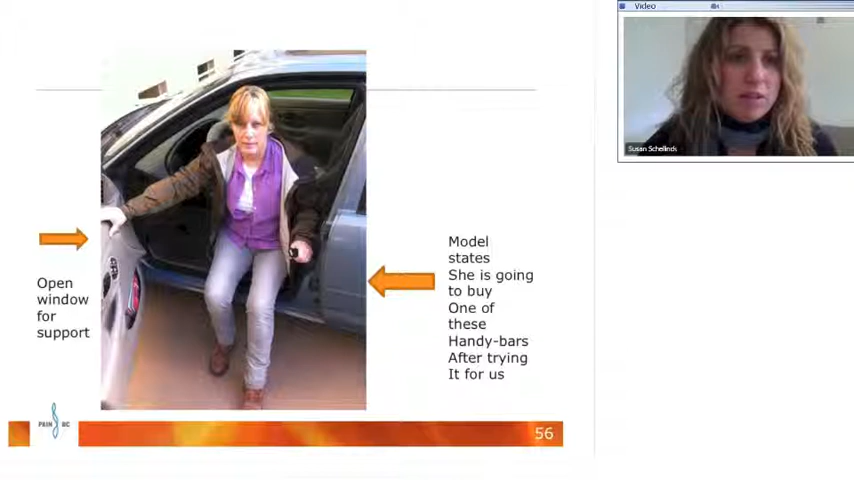 Video
Susan Schellinck
Open
window
for
support
Model
states
She is going
to buy
One of
these
Handy-bars
After trying
It for us
PAIN BC
56